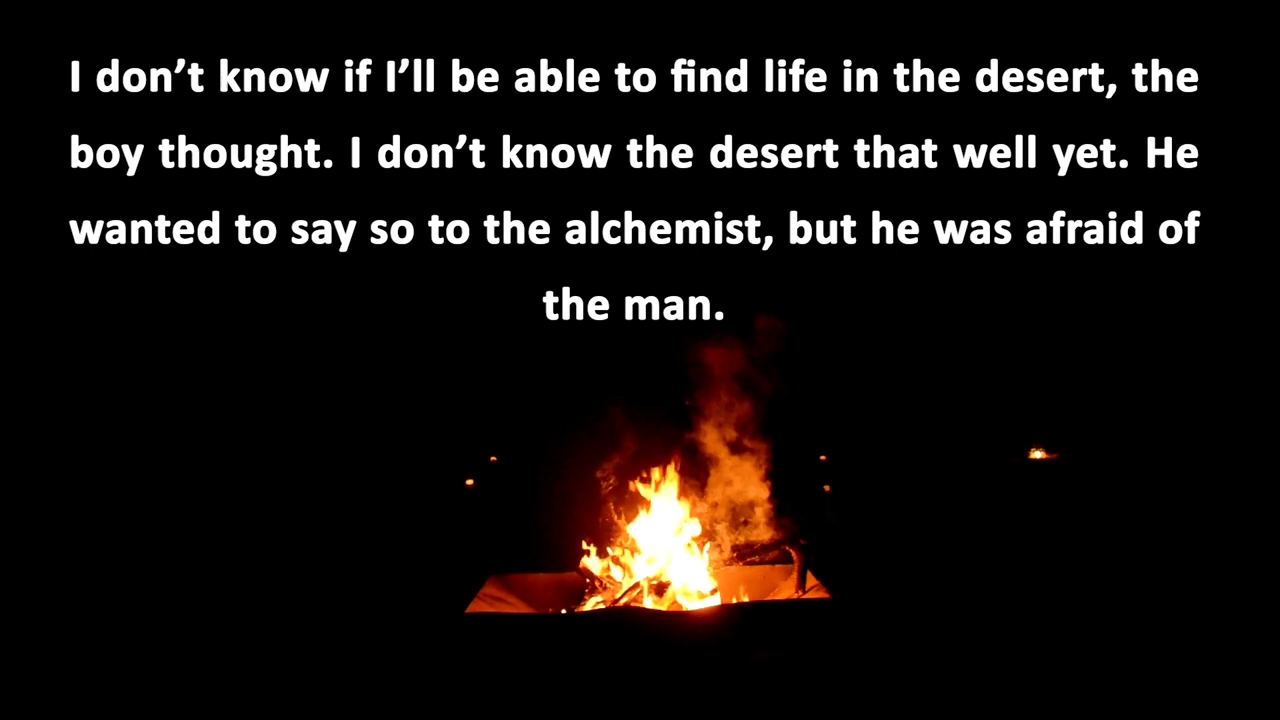 I don’t know if I’ll be able to find life in the desert, the
boy thought. I don’t know the desert that well yet. He
wanted to say so to the alchemist, but he was afraid of
the man.